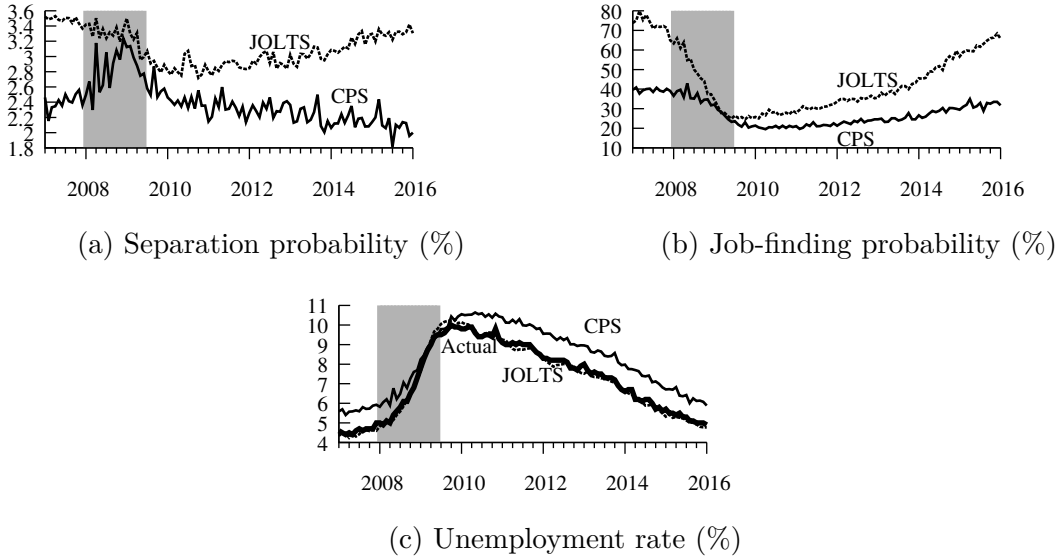 3.6
3.4
3.2
3
2.8
2.6
2.4
2.2
2
1.8
JOLTS
CPS
2008 2010 2012 2014 2016
(a) Separation probability (%)
80
70
60
50
40
30
20
10
JOLTS
CPS
2008 2010 2012 2014 2016
(b) Job-finding probability (%)
11
10
9
8
7
6
5
4
CPS
Actual
JOLTS
2008 2010 2012 2014 2016
(c) Unemployment rate (%)